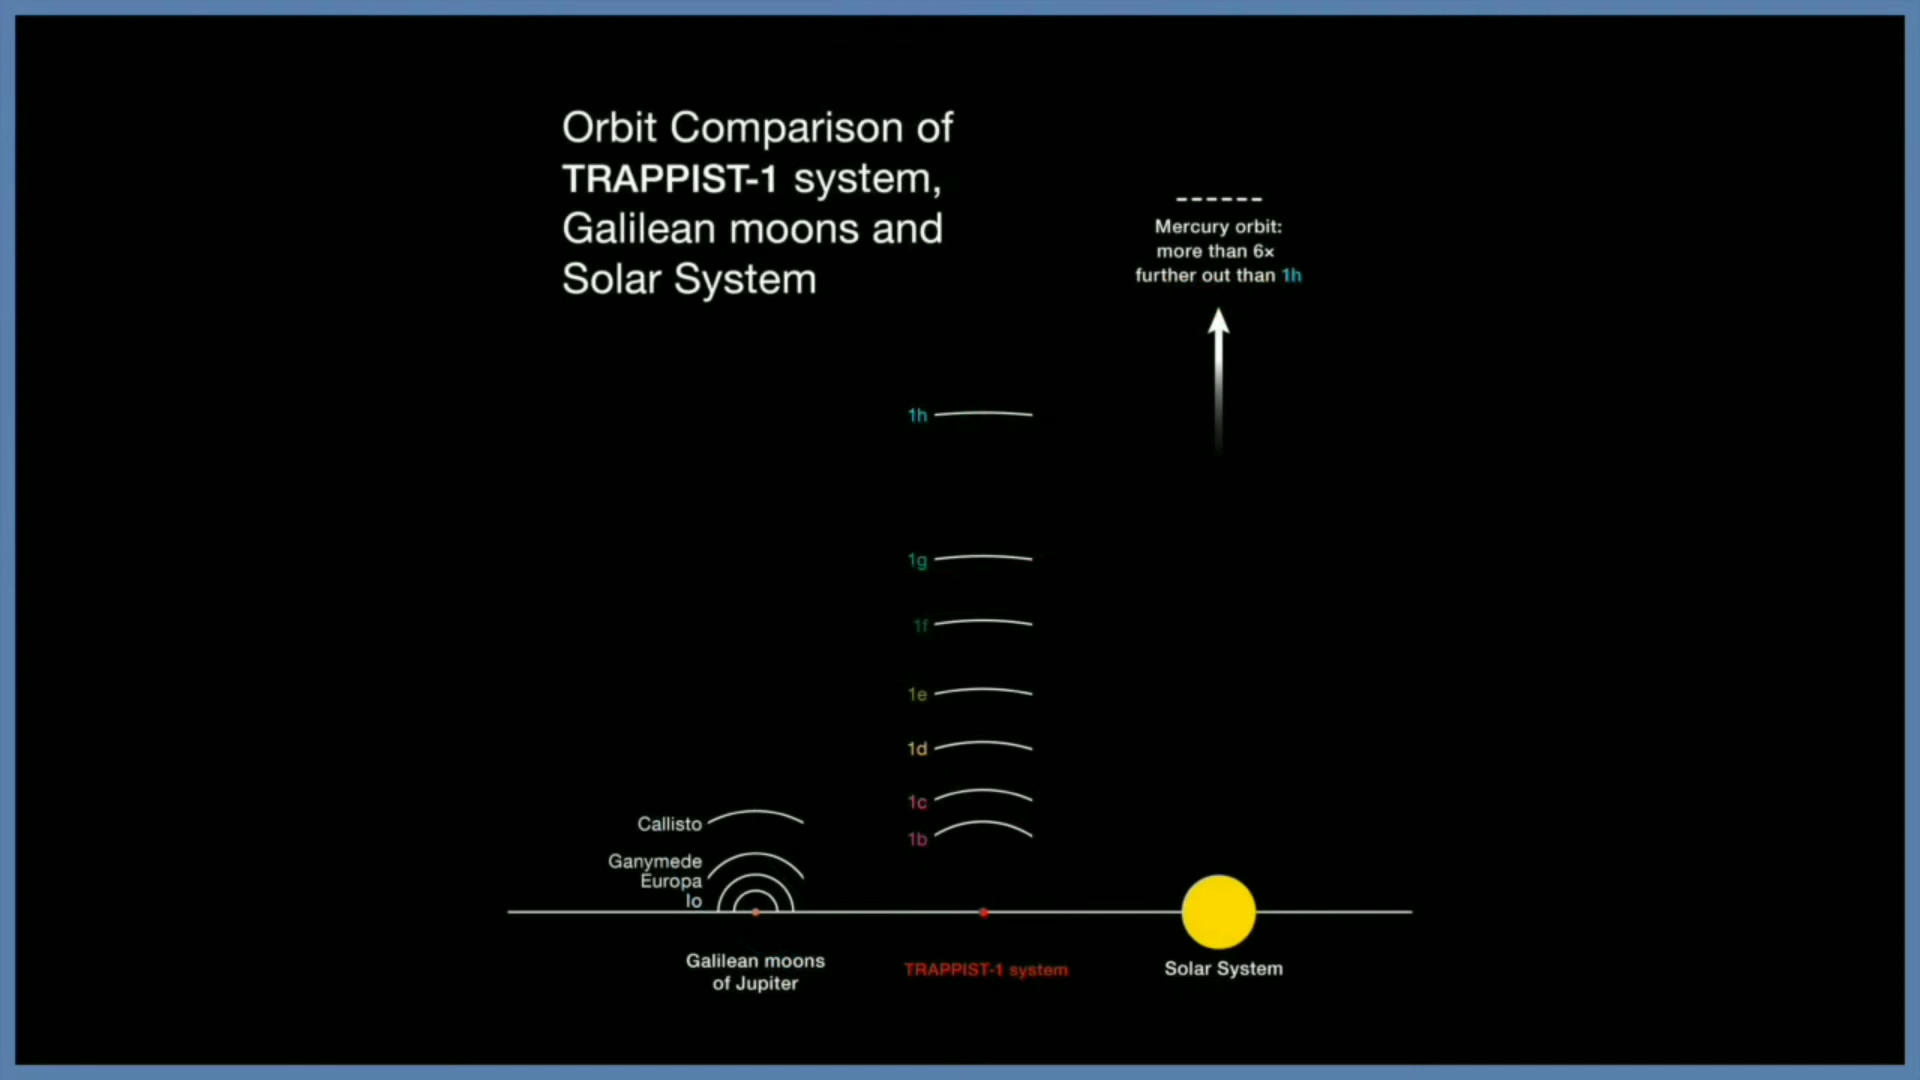 Orbit Comparison of
TRAPPIST-1 system,
Galilean moons and
Solar System
Mercury orbit:
more than 6x
further out than 1h
1h
1g
1f
1e
1d
1c
1b
Callisto
Ganymede
Europa
Io
Galilean moons
of Jupiter
TRAPPIST-1 system
Solar System